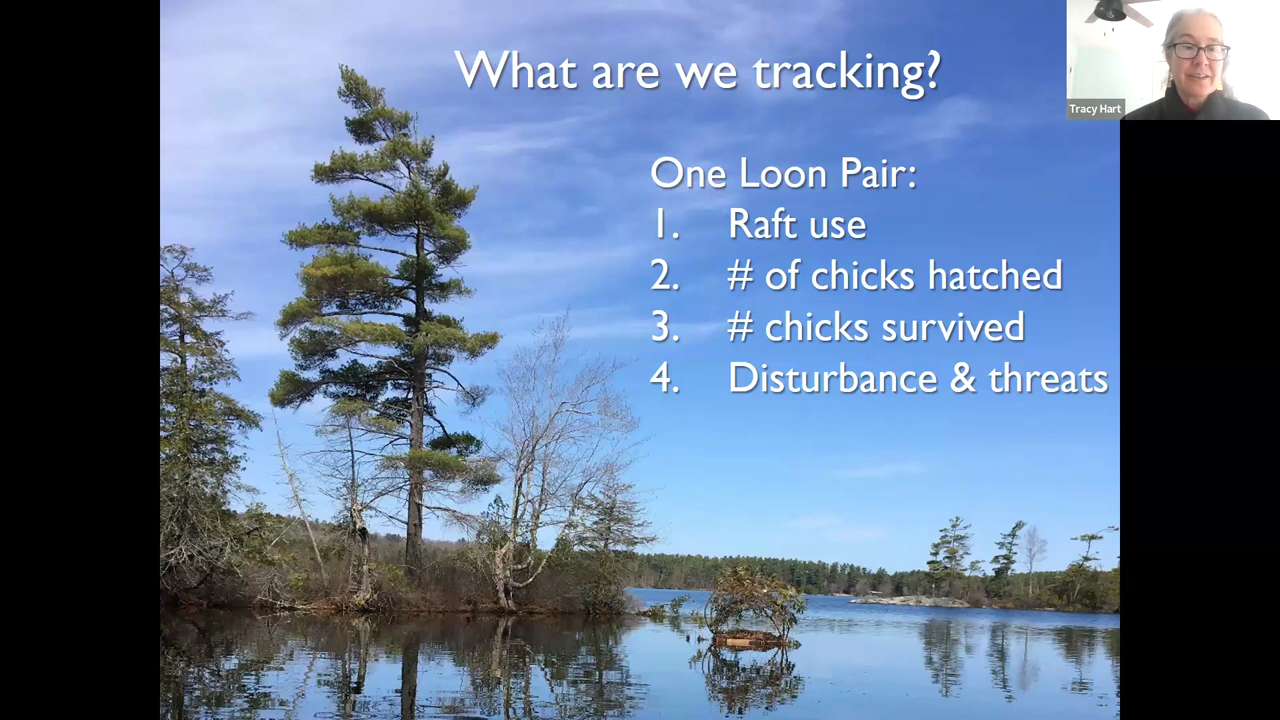 What are we tracking?
Tracy Hart
One Loon Pair:
1. Raft use
2. # of chicks hatched
3. # chicks survived
4. Disturbance & threats